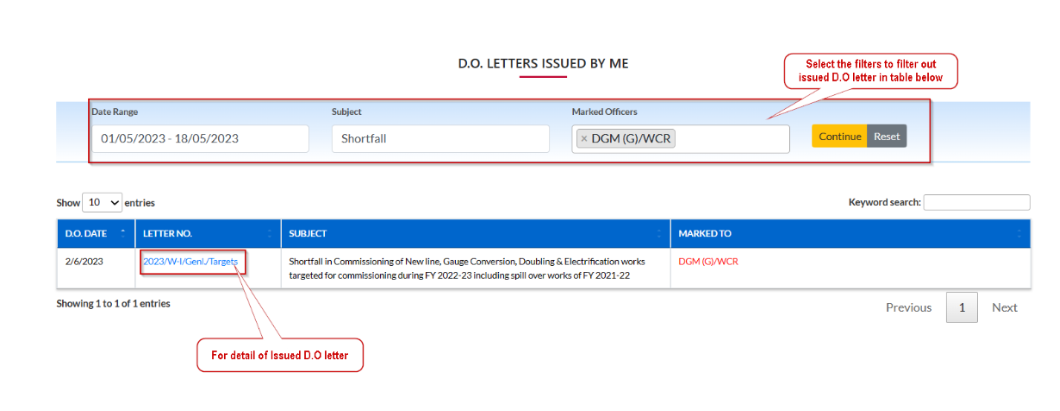 D.O. LETTERS ISSUED BY ME
Select the filters to filter out
issued D.O letter in table below
Date Range
Subject
Marked Officers
01/05/2023 - 18/05/2023
Shortfall
× DGM (G)/WCR
Continue
Reset
Show 10 entries
Keyword search:
D.O. DATE
LETTER NO.
SUBJECT
MARKED TO
2/6/2023
2023/W-I/Genl./Targets
Shortfall in Commissioning of New line, Gauge Conversion, Doubling & Electrification works
targeted for commissioning during FY 2022-23 including spill over works of FY 2021-22
DGM (G)/WCR
Showing 1 to 1 of 1 entries
Previous
1
Next
For detail of Issued D.O letter